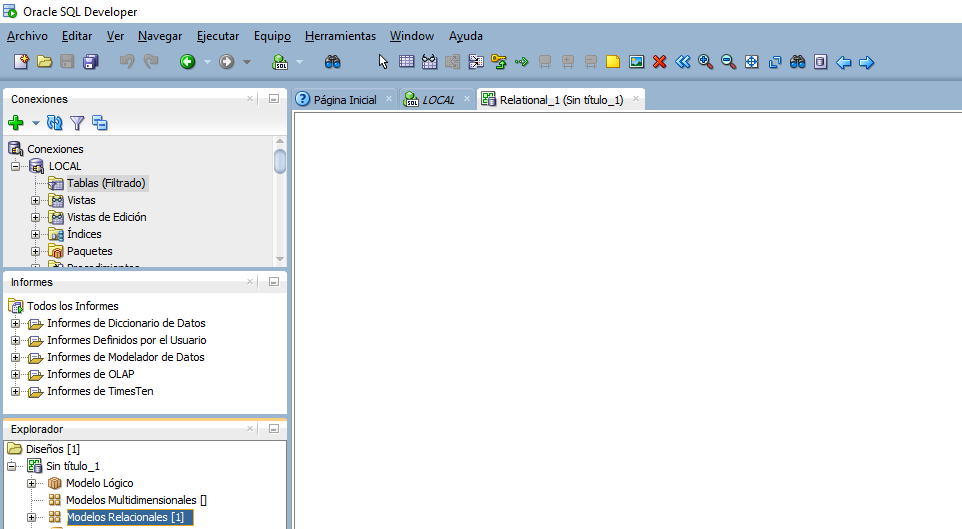 Oracle SQL Developer
Archivo Editar Ver Navegar Ejecutar Equipo Herramientas Window Ayuda
SQL
Conexiones
Página Inicial
SQL
LOCAL
Relational_1 (Sin título_1)
Conexiones
LOCAL
Tablas (Filtrado)
Vistas
Vistas de Edición
Índices
Paquetes
Procedimientos
Informes
Todos los Informes
Informes de Diccionario de Datos
Informes Definidos por el Usuario
Informes de Modelador de Datos
Informes de OLAP
Informes de TimesTen
Explorador
Diseños [1]
Sin título_1
Modelo Lógico
Modelos Multidimensionales []
Modelos Relacionales [1]